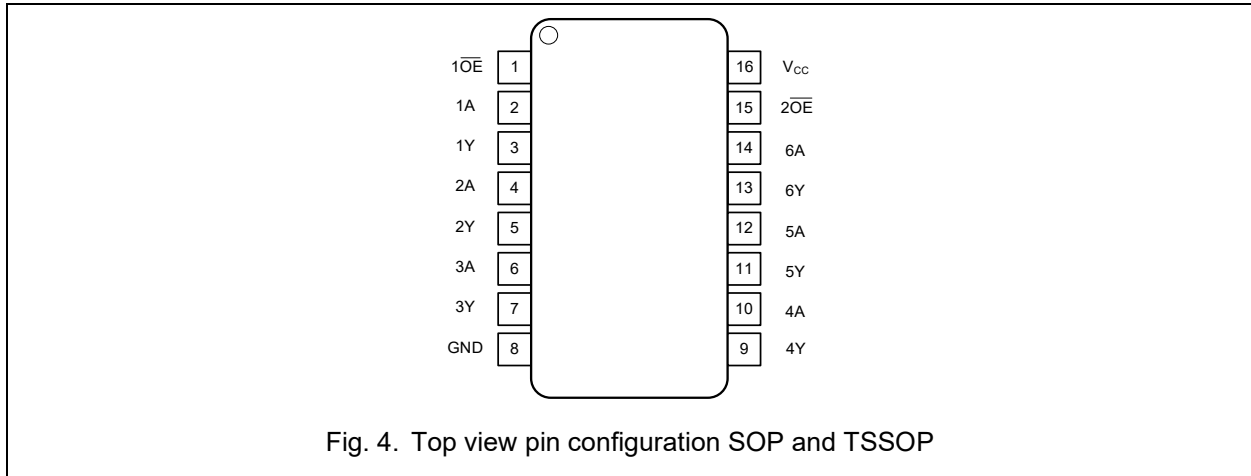 1O̅E̅ 1 16 VCC
1A 2 15 2O̅E̅
1Y 3 14 6A
2A 4 13 6Y
2Y 5 12 5A
3A 6 11 5Y
3Y 7 10 4A
GND 8 9 4Y
Fig. 4. Top view pin configuration SOP and TSSOP